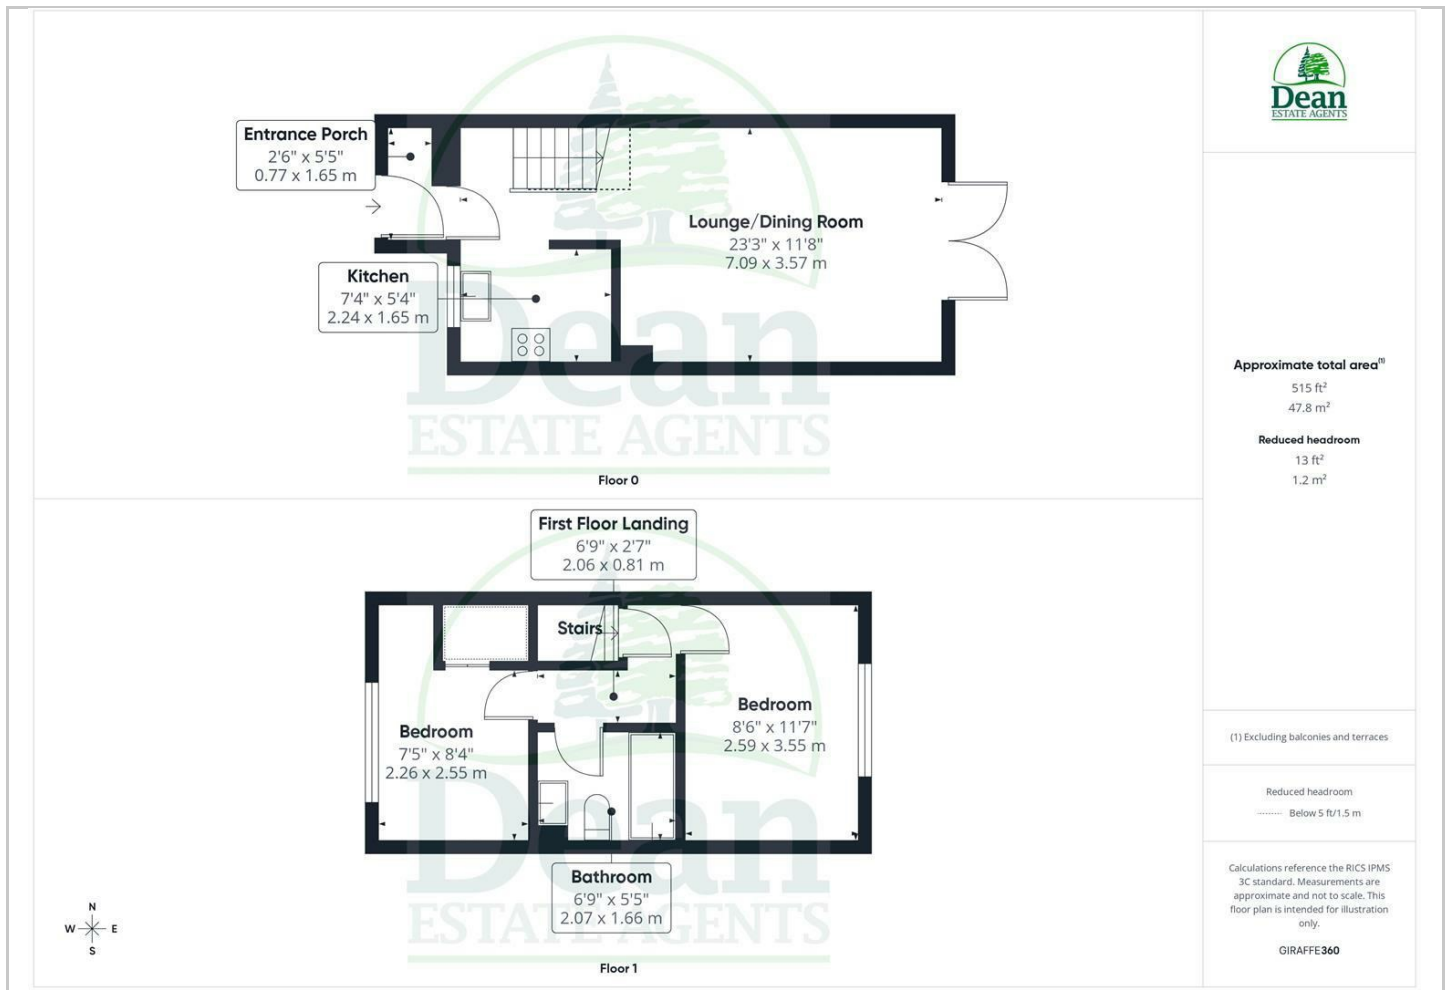 Entrance Porch
2'6" x 5'5"
0.77 x 1.65 m
Kitchen
7'4" x 5'4"
2.24 x 1.65 m
Lounge/Dining Room
23'3" x 11'8"
7.09 x 3.57 m
Dean
ESTATE AGENTS
Floor 0
First Floor Landing
6'9" x 2'7"
2.06 x 0.81 m
Stairs
Bedroom
7'5" x 8'4"
2.26 x 2.55 m
Bedroom
8'6" x 11'7"
2.59 x 3.55 m
Bathroom
6'9" x 5'5"
2.07 x 1.66 m
Dean
ESTATE AGENTS
Floor 1
N
W E
S
Dean
ESTATE AGENTS
Approximate total area(1)
515 ft²
47.8 m²
Reduced headroom
13 ft²
1.2 m²
(1) Excluding balconies and terraces
Reduced headroom
Below 5 ft/1.5 m
Calculations reference the RICS IPMS
3C standard. Measurements are
approximate and not to scale. This
floor plan is intended for illustration
only.
GIRAFFE360